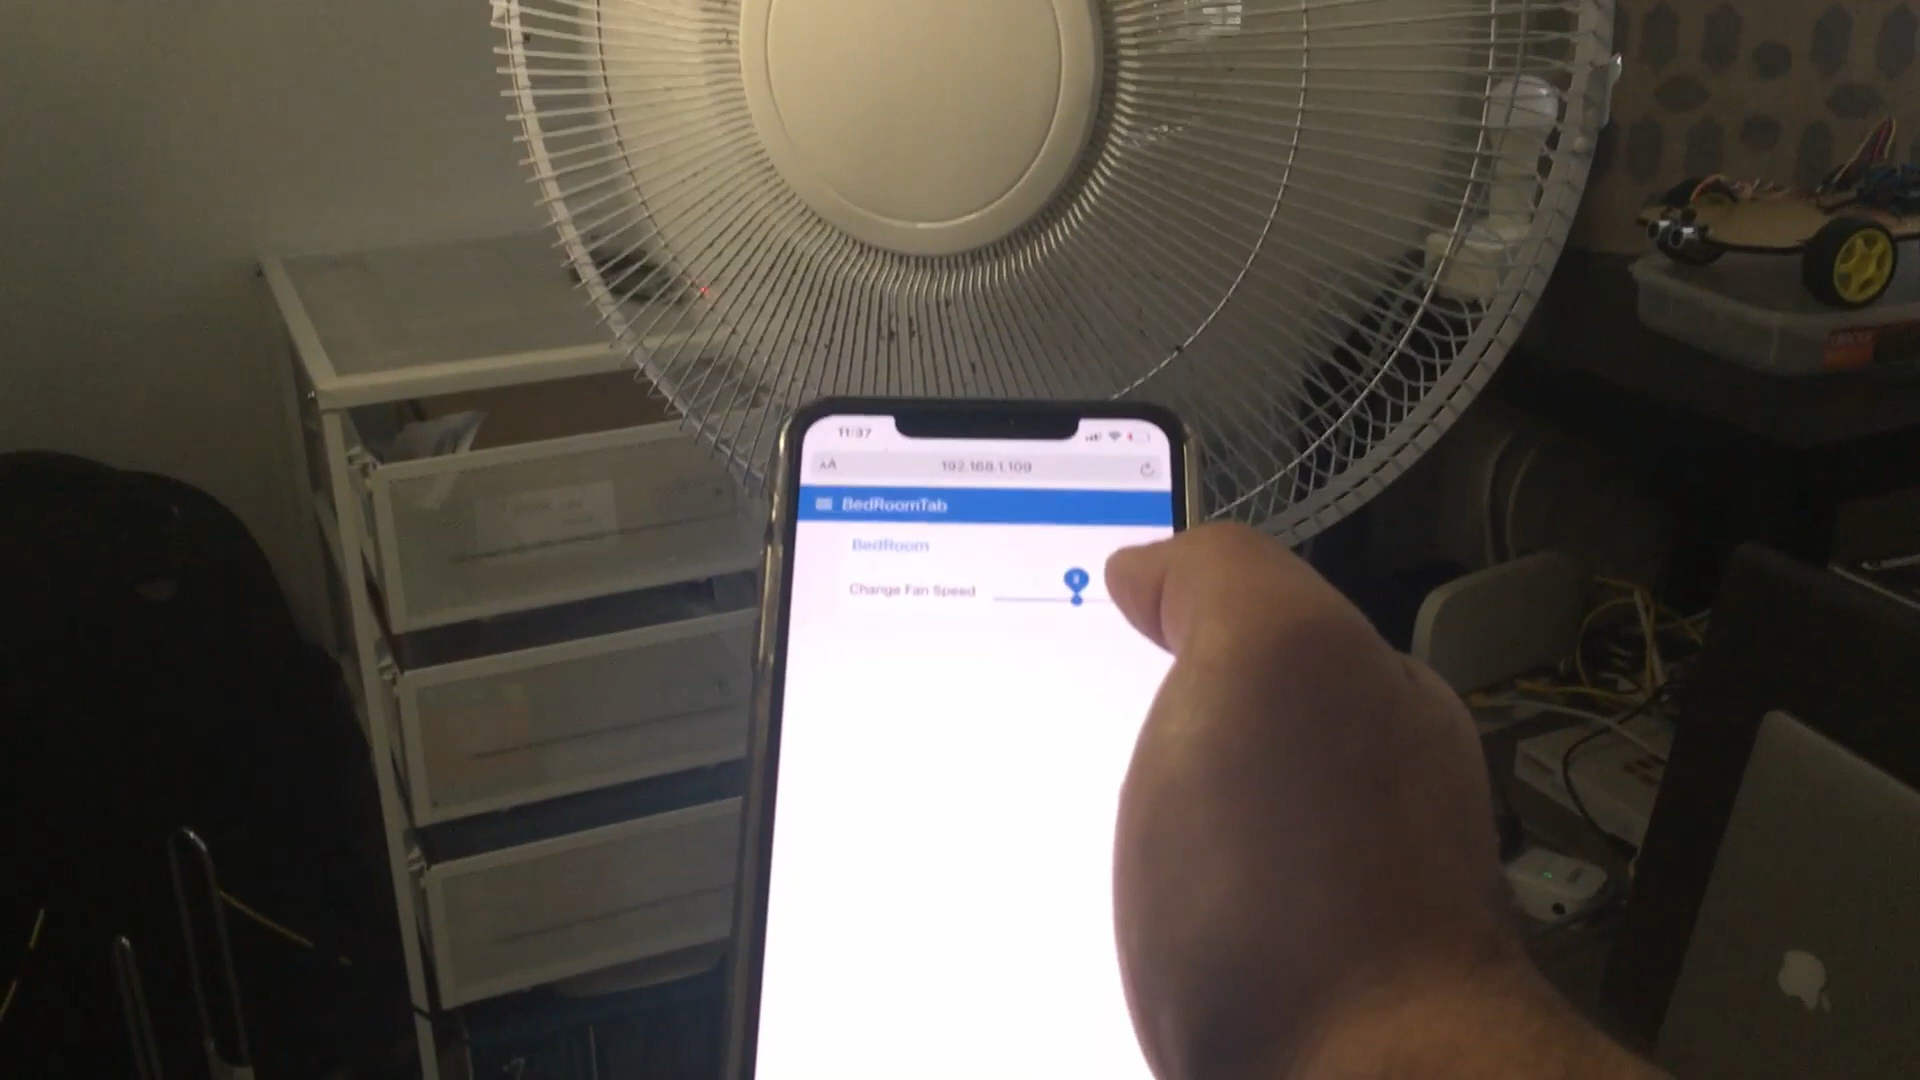 11:37
AA 192.168.1.109
BedRoomTab
BedRoom
Change Fan Speed